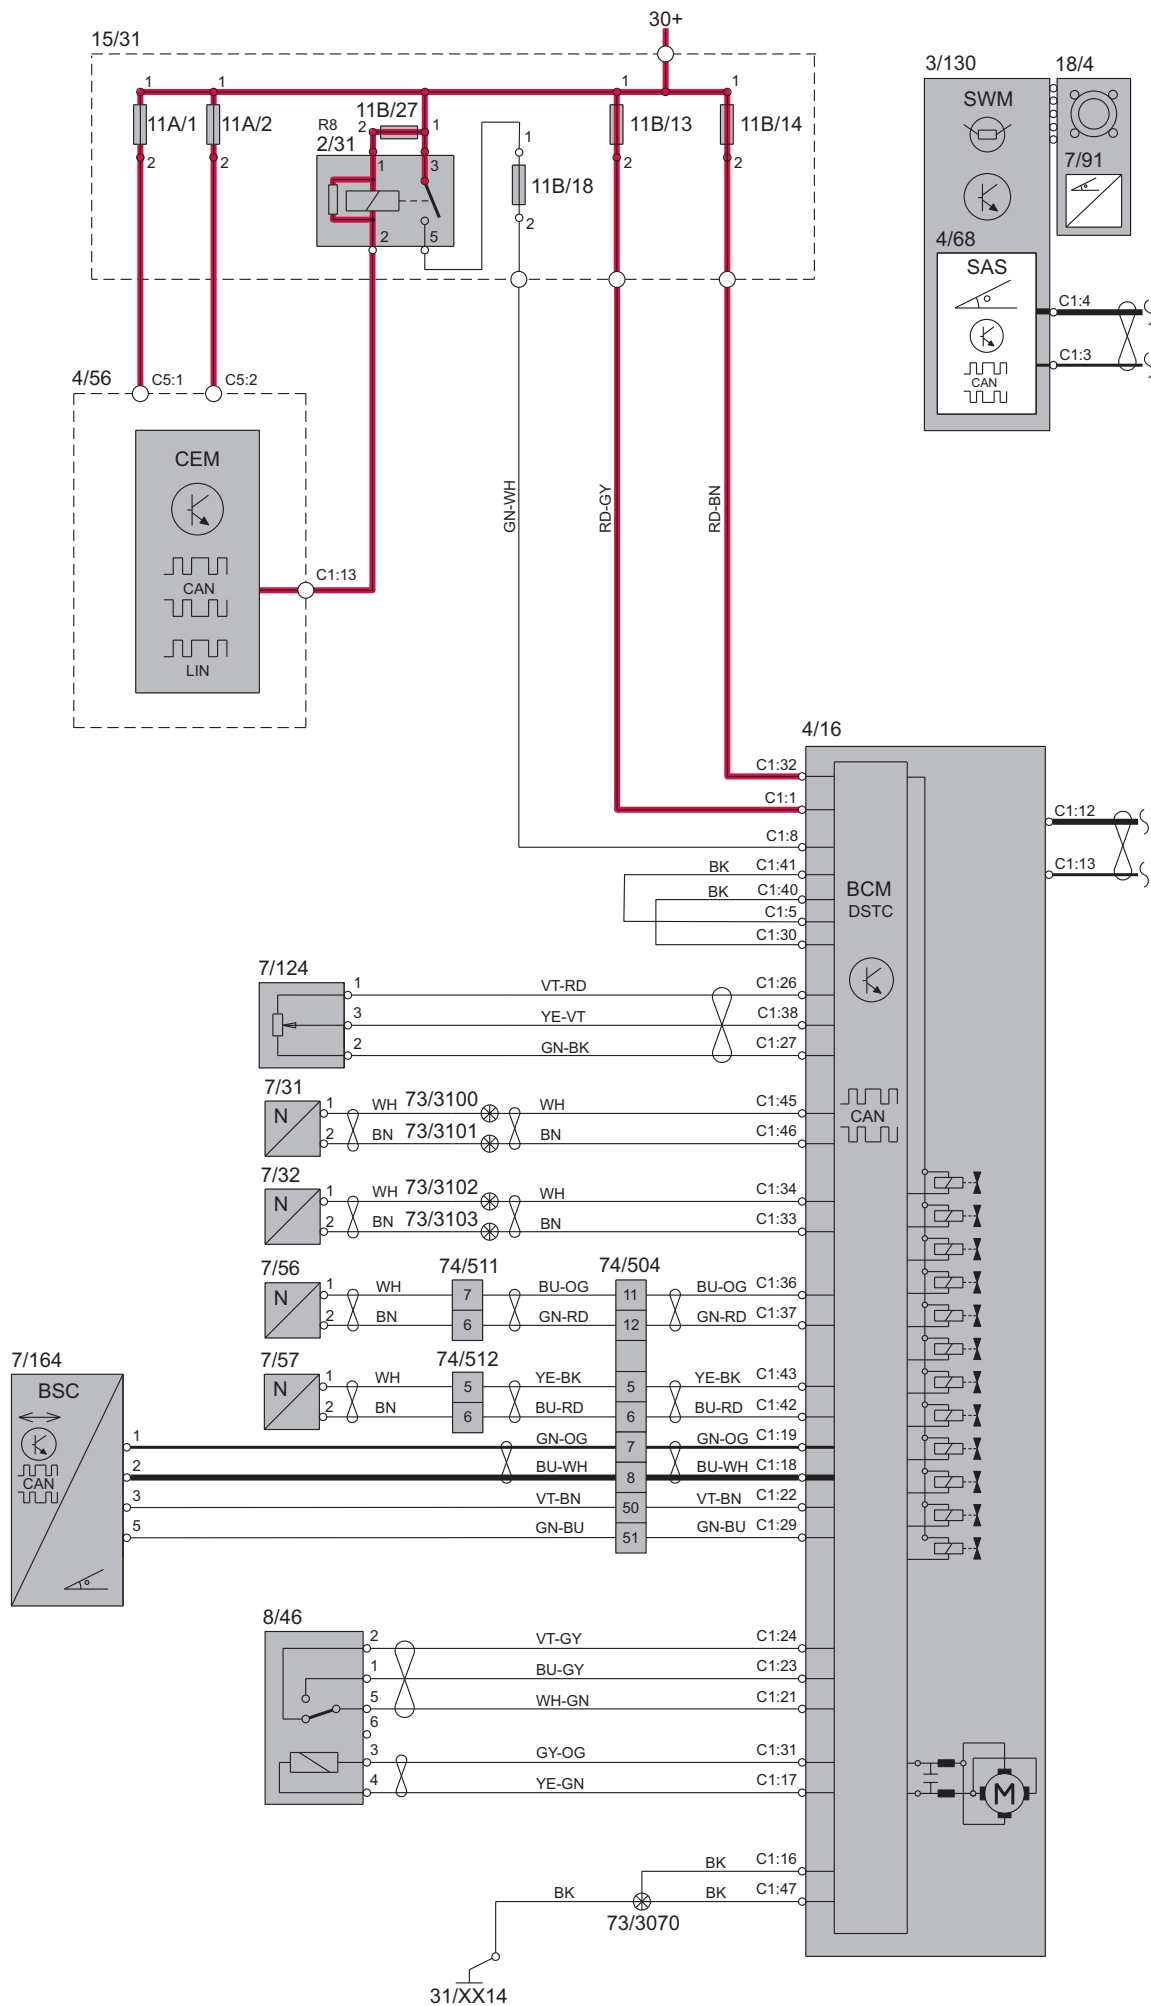 30+
15/31
3/130
18/4
1
1
1
1
11A/1
11A/2
R8
2/31
2
11B/27
1
1
11B/13
11B/14
SWM
2
2
1
3
11B/18
2
2
7/91
2
5
2
4/68
SAS
C1:4
C1:3
CAN
4/56
C5:1
C5:2
CEM
CAN
LIN
C1:13
GN-WH
RD-GY
RD-BN
4/16
C1:32
C1:1
C1:8
C1:12
C1:13
BK C1:41
BK C1:40
C1:5
C1:30
BCM
DSTC
CAN
7/124
1 VT-RD C1:26
3 YE-VT C1:38
2 GN-BK C1:27
7/31
N
1 WH 73/3100 WH C1:45
2 BN 73/3101 BN C1:46
7/32
N
1 WH 73/3102 WH C1:34
2 BN 73/3103 BN C1:33
7/56 74/511 74/504
N
1 WH 7 BU-OG 11 BU-OG C1:36
2 BN 6 GN-RD 12 GN-RD C1:37
7/57 74/512
N
1 WH 5 YE-BK 5 YE-BK C1:43
2 BN 6 BU-RD 6 BU-RD C1:42
7/164
BSC
CAN
1 GN-OG 7 GN-OG C1:19
2 BU-WH 8 BU-WH C1:18
3 VT-BN 50 VT-BN C1:22
5 GN-BU 51 GN-BU C1:29
8/46
2 VT-GY C1:24
1 BU-GY C1:23
5 WH-GN C1:21
6
3 GY-OG C1:31
4 YE-GN C1:17
M
BK C1:16
BK BK C1:47
73/3070
31/XX14